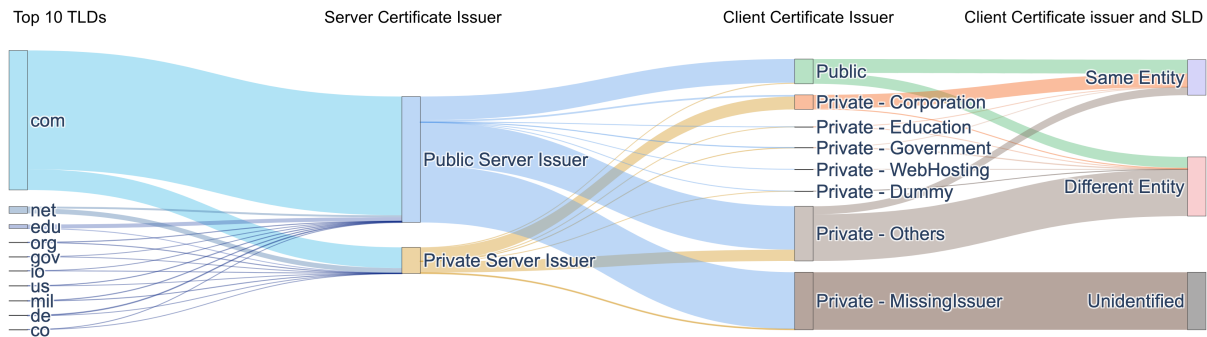 Top 10 TLDs
Server Certificate Issuer
Client Certificate Issuer
Client Certificate issuer and SLD
com
net
edu
org
gov
io
us
mil
de
co
Public Server Issuer
Private Server Issuer
Public
Private - Corporation
Private - Education
Private - Government
Private - WebHosting
Private - Dummy
Private - Others
Private - MissingIssuer
Same Entity
Different Entity
Unidentified